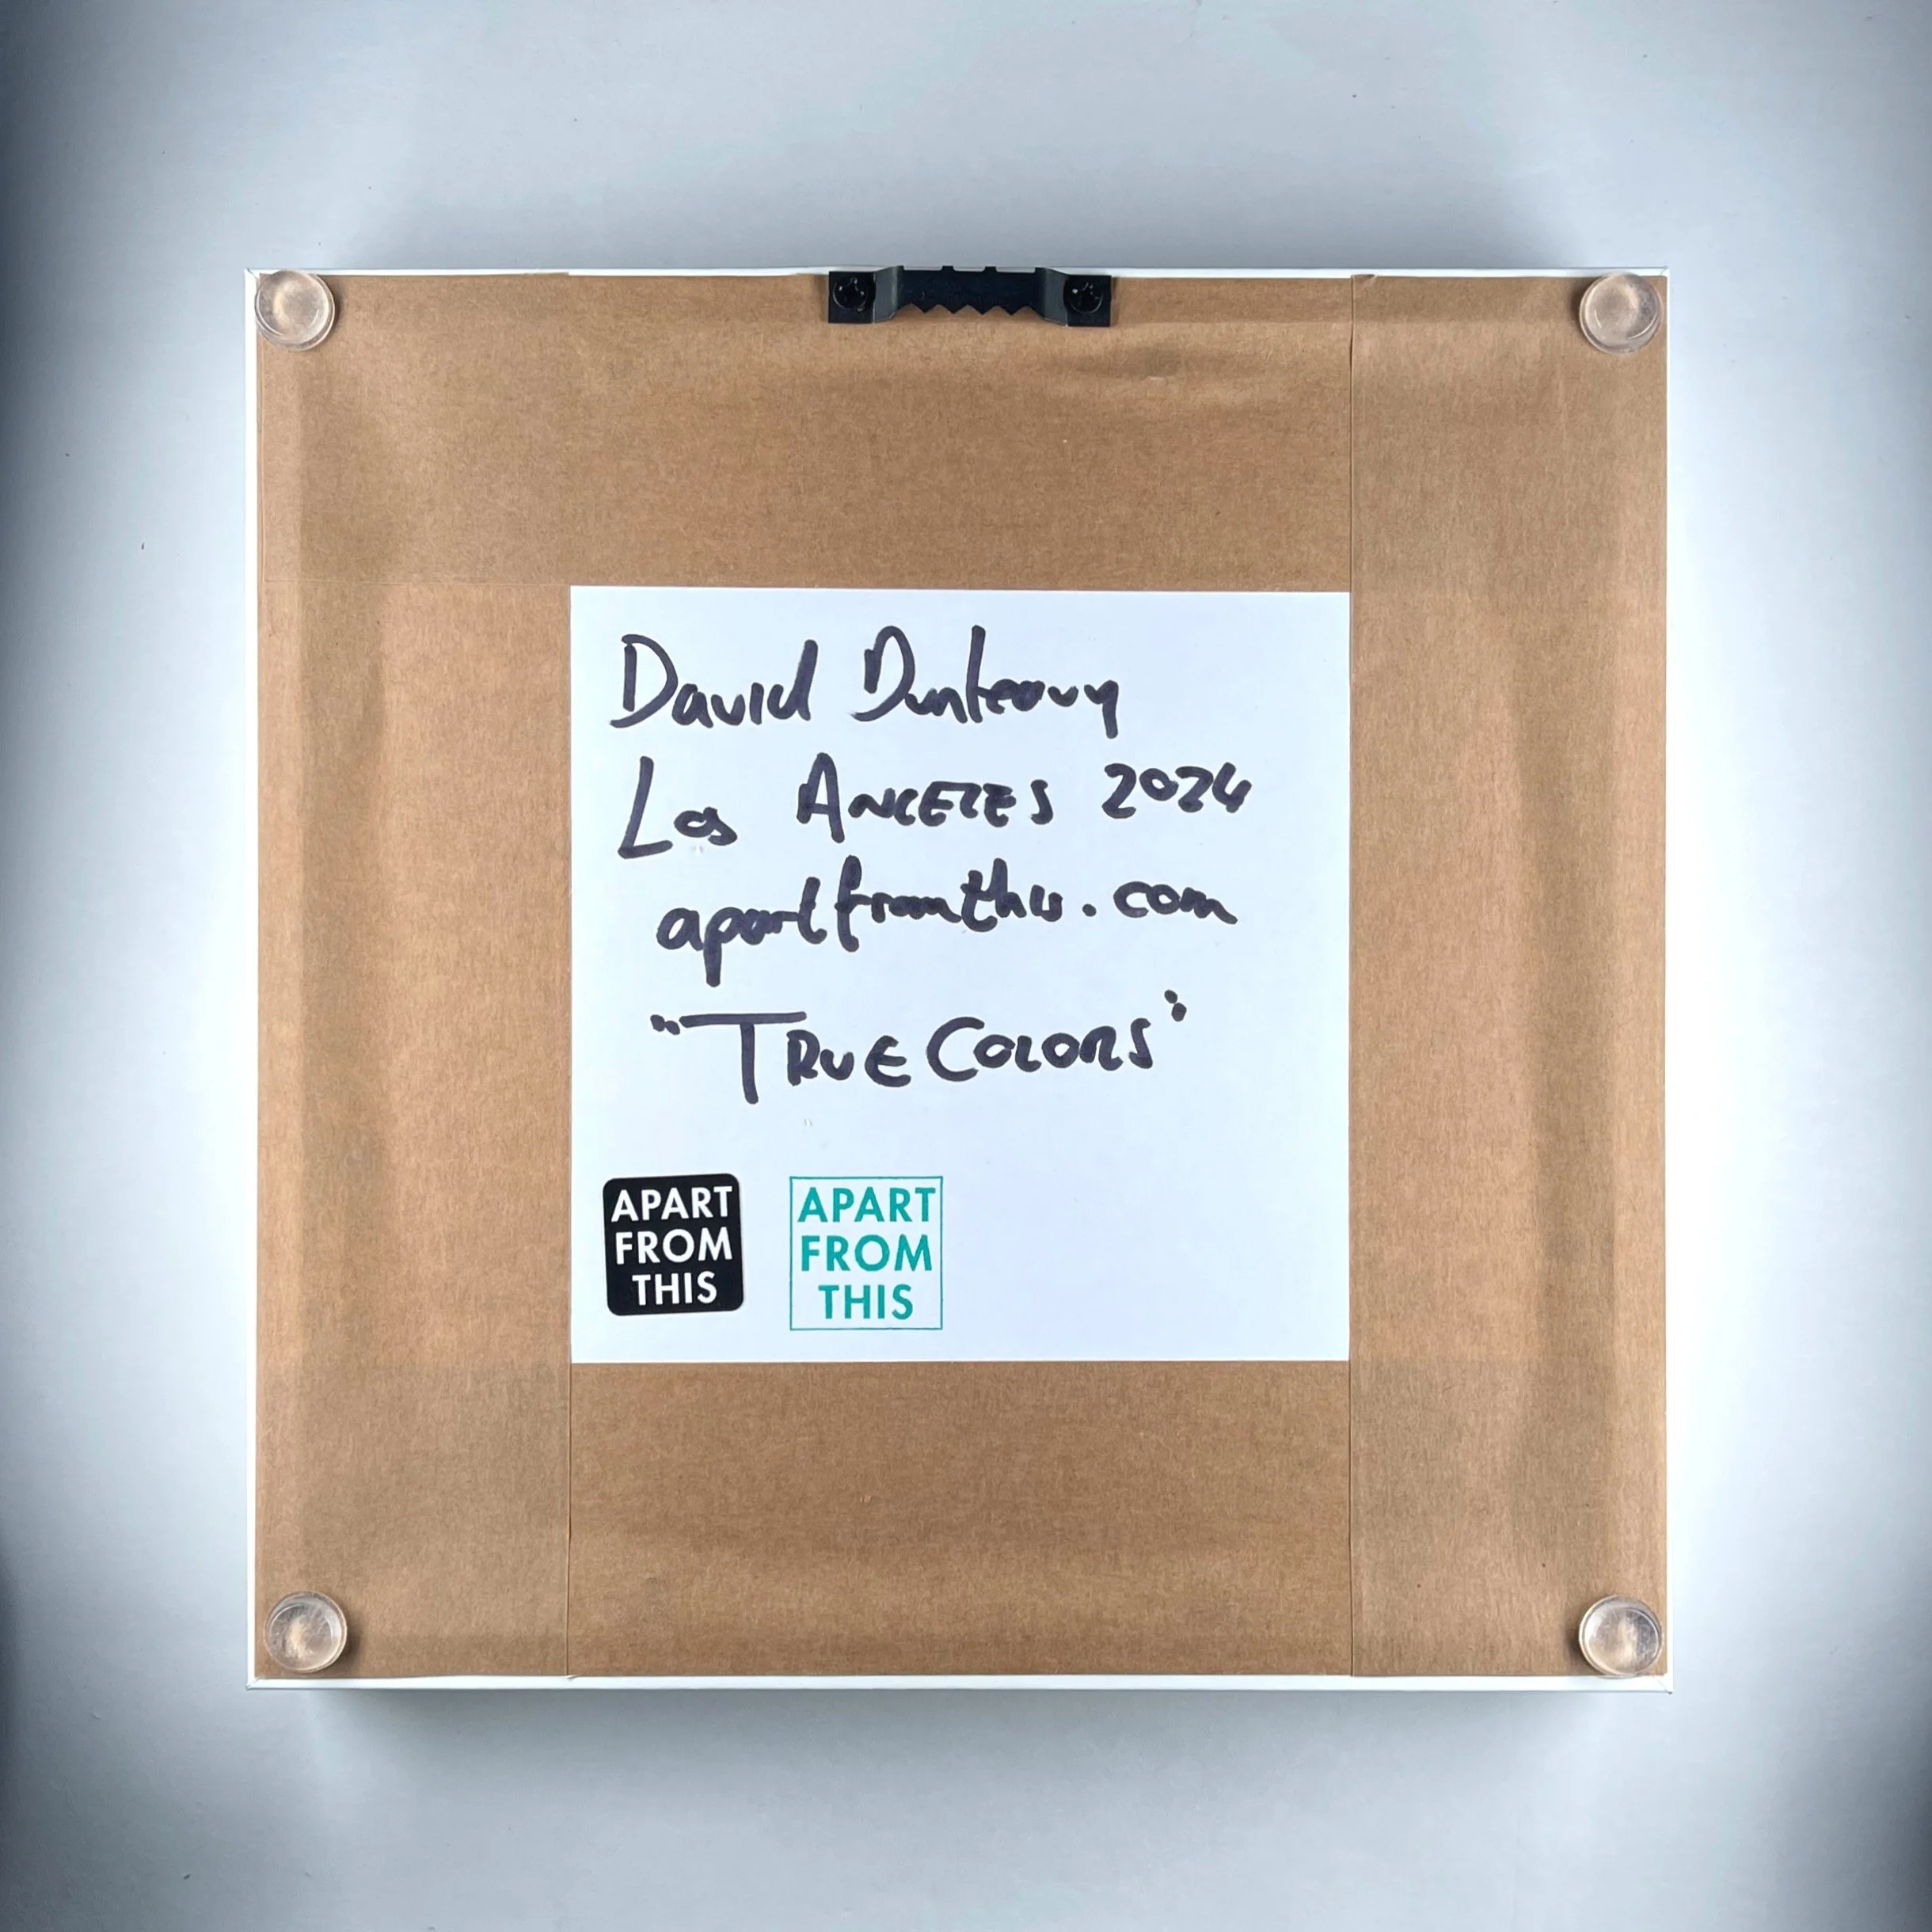 David Dunleavy
Los ANGELES 2024
apartfromthis.com
"TRUE COLORS"
APART
FROM
THIS
APART
FROM
THIS